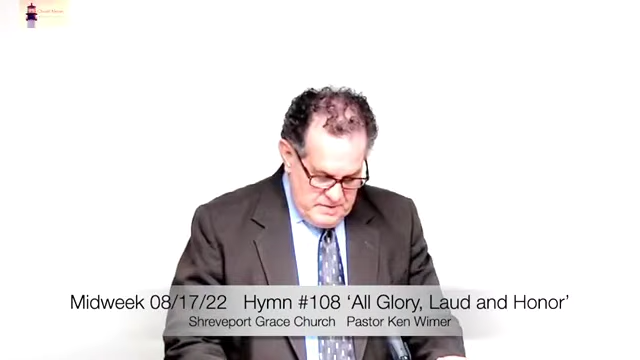 Midweek 08/17/22 Hymn #108 ‘All Glory, Laud and Honor’
Shreveport Grace Church Pastor Ken Wimer